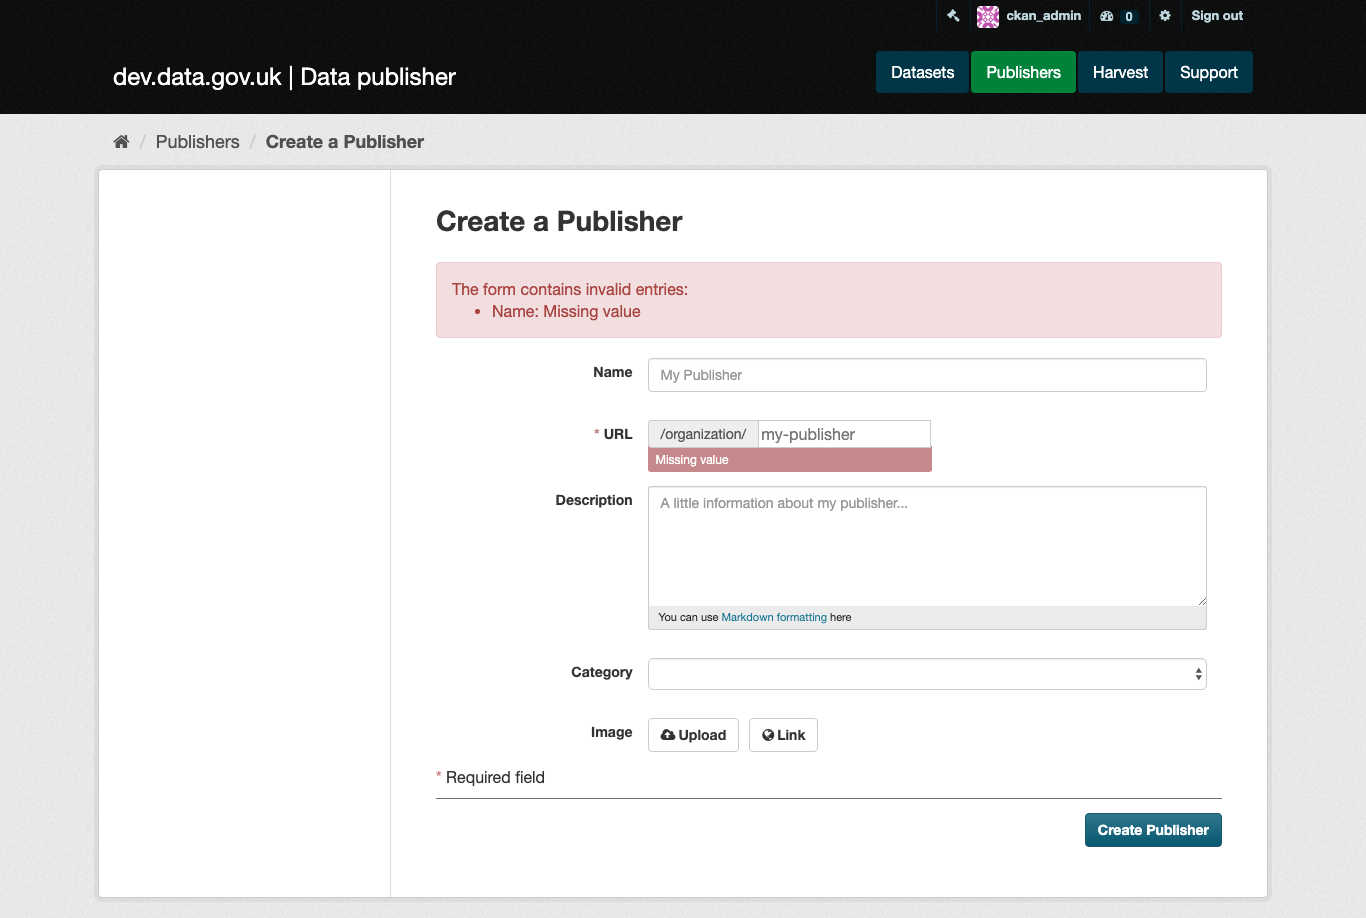 ckan_admin 0 Sign out
dev.data.gov.uk | Data publisher
Datasets Publishers Harvest Support
/ Publishers / Create a Publisher
Create a Publisher
The form contains invalid entries:
• Name: Missing value
Name My Publisher
* URL /organization/ my-publisher
Missing value
Description A little information about my publisher...
You can use Markdown formatting here
Category
Image Upload Link
* Required field
Create Publisher